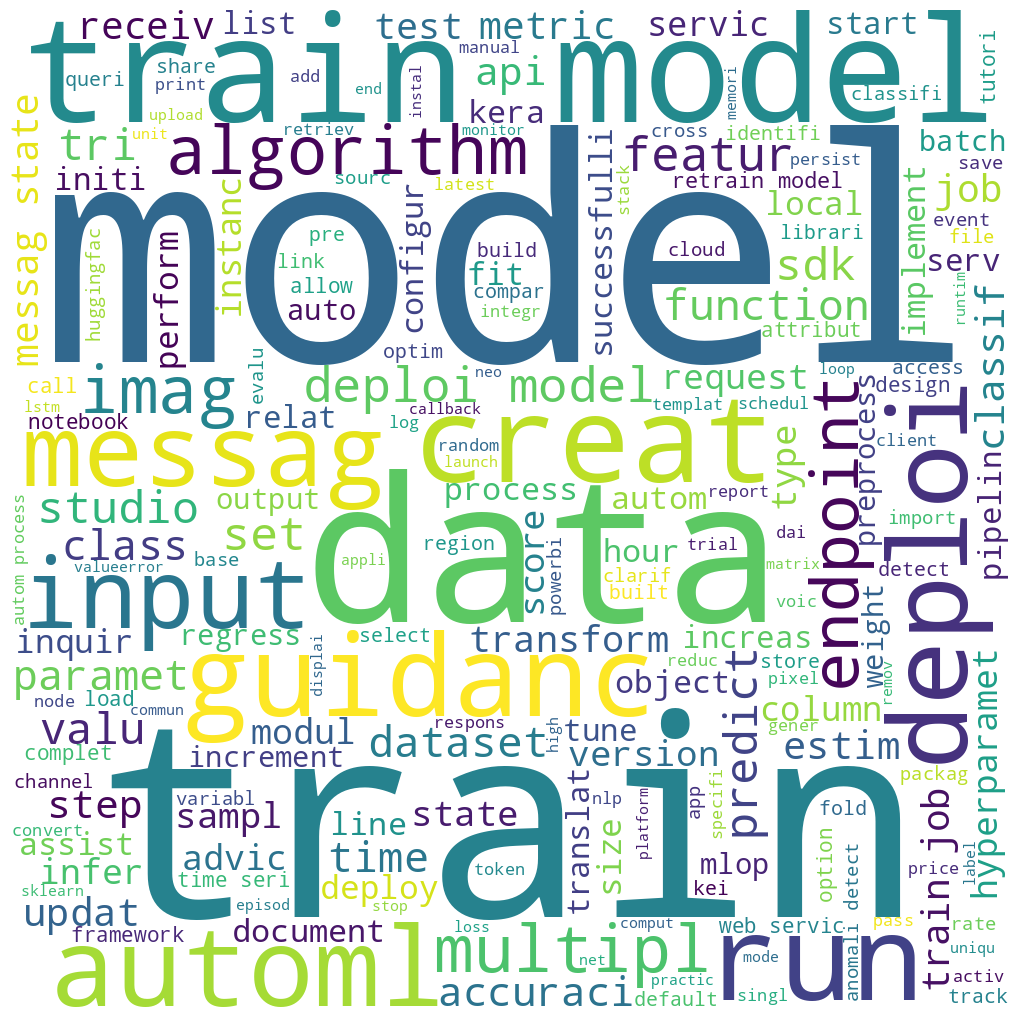 train model
receiv list test metric servic start
manual
queri share print add end instal api kera memori classifi tutori
upload unit retriev monitor cross identifi batch
messag state tri algorithm successfulli featur persist save
initi instanc sourc latest stack retrain model local job
model
huggingfac perform pre link allow auto configur build fit compar integr cloud sdk function attribut librari implement event file serv runtim
optim
call lstm notebook imag evalu relat deploi model neo request loop access design classif
log callback templat schedul
messag creat random launch type endpoint preprocess client deploi pipelin
studio output process autom report
autom process class set data region score powerbi hour trial dai import
valueerror base appli clarif built matrix detect
input voic
inquir regress select transform increas weight
paramet guidanc displai reduc object predict store pixel remov hyperparamet
node load commun respons high column gener
valu modul dataset tune version estim
complet increment packag
train
channel step variabl sampl line state translat nlp size platform app specifi fold
convert assist advic time mlop option detect train job price label
infer time seri deploy token kei
sklearn
updat episod stop web servic pass rate
framework document loss comput anomali uniqu
automl multipl net mode run
accuraci practic default singl activ track